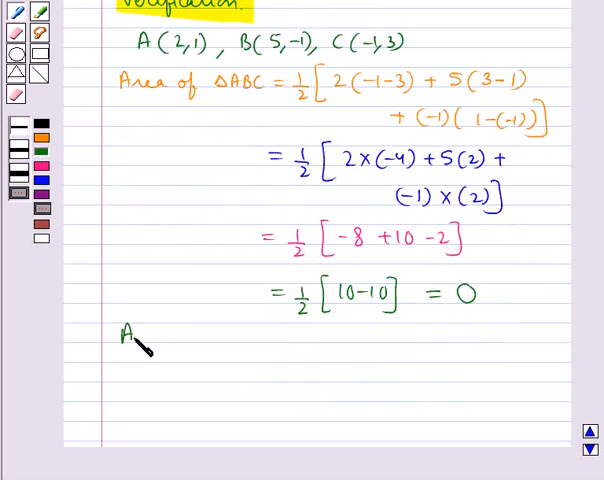 Verification:
A (2,1) , B(5,-1), C (-1,3)
Area of ΔABC = 1/2 [ 2(-1-3) + 5(3-1)
+ (-1) ( 1-(-1)) ]
= 1/2 [ 2×(-4) + 5(2) +
(-1) × (2) ]
= 1/2 [ -8 +10 -2 ]
= 1/2 [ 10-10 ] = 0
A